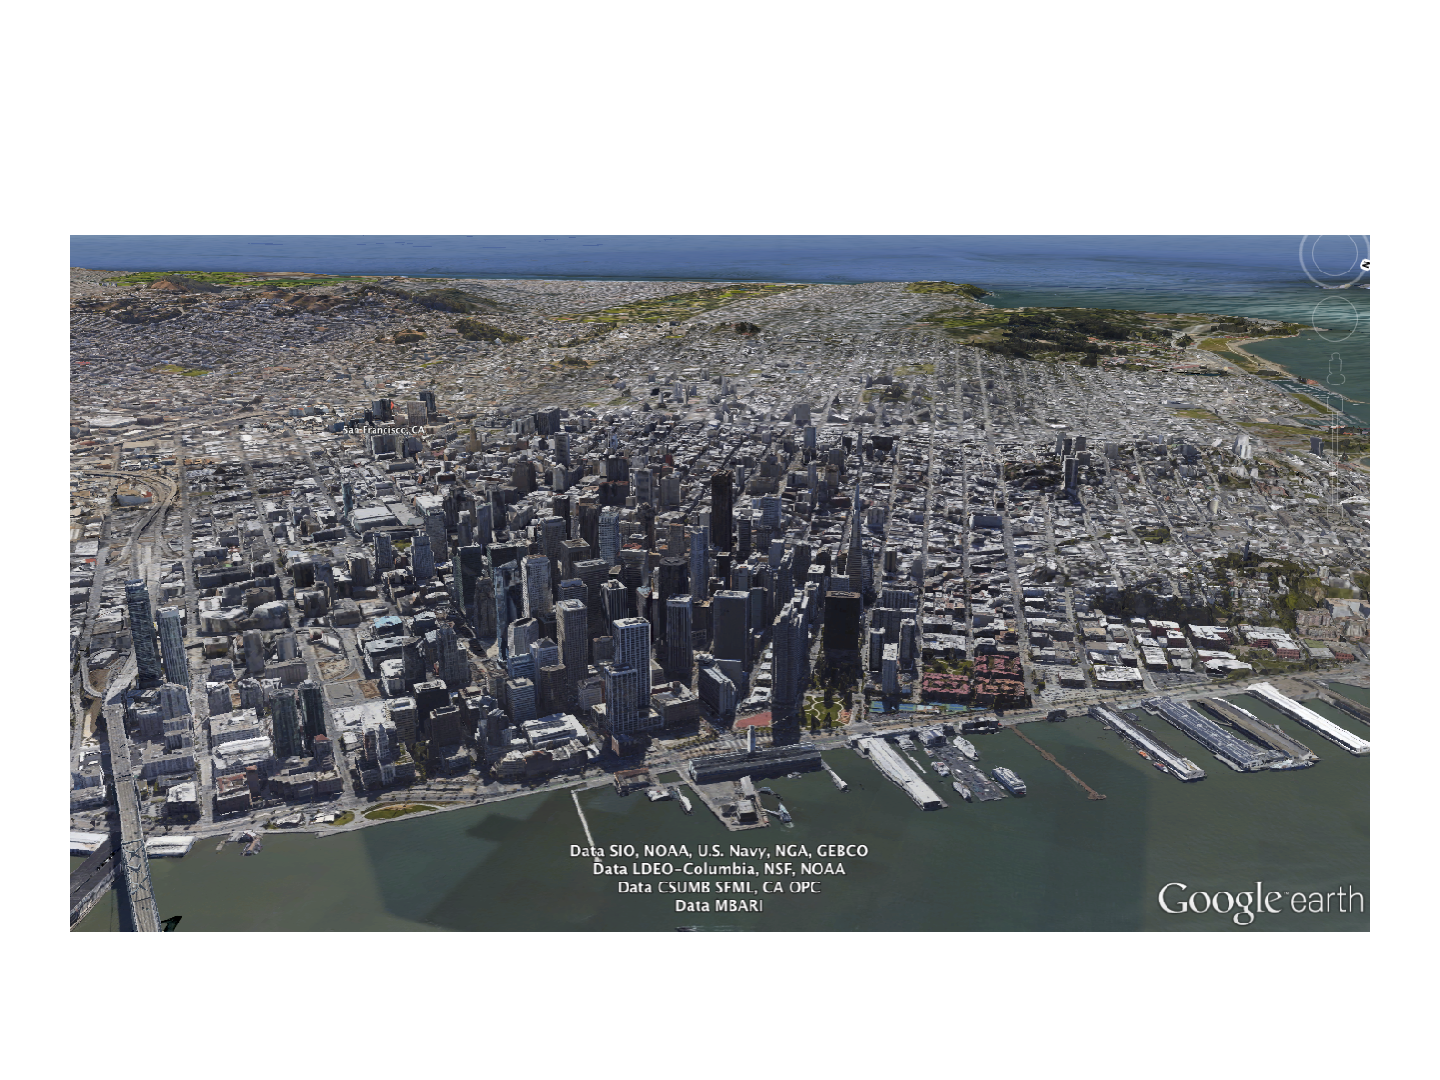 San Francisco, CA
Data SIO, NOAA, U.S. Navy, NGA, GEBCO
Data LDEO-Columbia, NSF, NOAA
Data CSUMB SFML, CA OPC
Data MBARI
Google earth